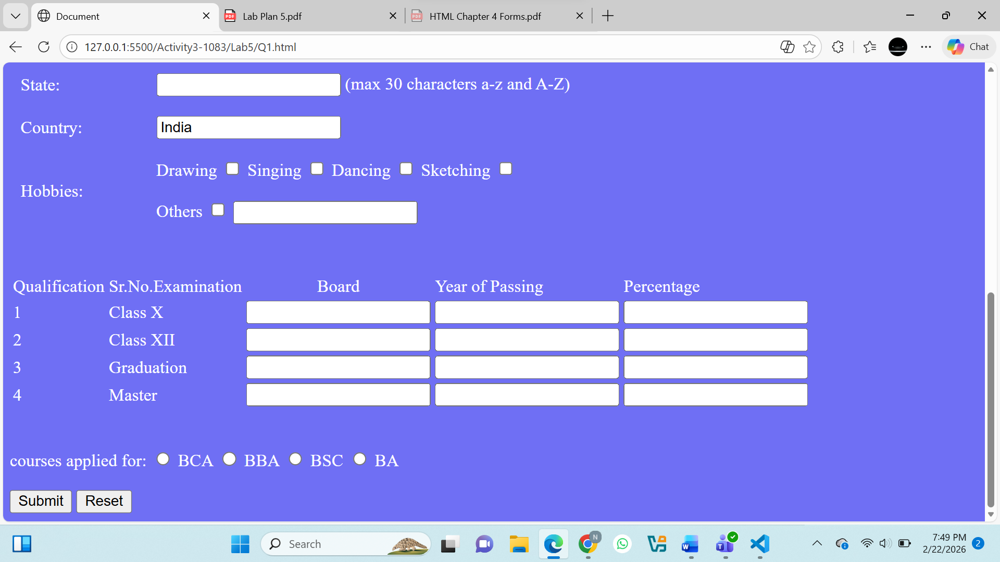 Document
Lab Plan 5.pdf
HTML Chapter 4 Forms.pdf
127.0.0.1:5500/Activity3-1083/Lab5/Q1.html
Chat
State: (max 30 characters a-z and A-Z)
Country: India
Drawing Singing Dancing Sketching
Hobbies:
Others
Qualification Sr.No.Examination Board Year of Passing Percentage
1 Class X
2 Class XII
3 Graduation
4 Master
courses applied for: BCA BBA BSC BA
Submit Reset
Search
N
W
T
7:49 PM
2/22/2026
2